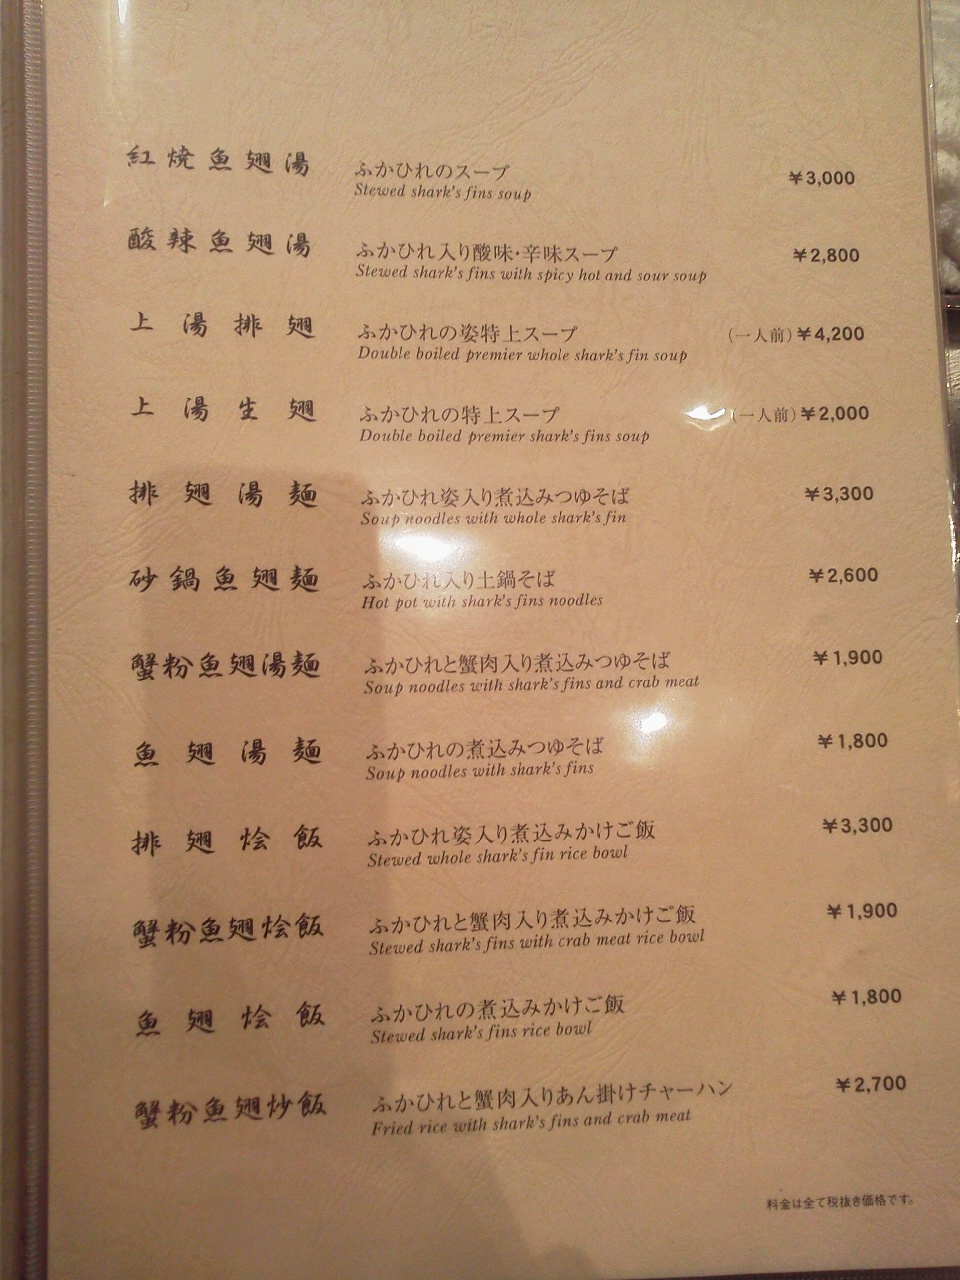 紅焼魚翅湯 ふかひれのスープ ¥3,000
Stewed shark's fins soup
酸辣魚翅湯 ふかひれ入り酸味・辛味スープ ¥2,800
Stewed shark's fins with spicy hot and sour soup
上湯排翅 ふかひれの姿特上スープ (一人前)¥4,200
Double boiled premier whole shark's fin soup
上湯生翅 ふかひれの特上スープ (一人前)¥2,000
Double boiled premier shark's fins soup
排翅湯麺 ふかひれ姿入り煮込みつゆそば ¥3,300
Soup noodles with whole shark's fin
砂鍋魚翅麺 ふかひれ入り土鍋そば ¥2,600
Hot pot with shark's fins noodles
蟹粉魚翅湯麺 ふかひれと蟹肉入り煮込みつゆそば ¥1,900
Soup noodles with shark's fins and crab meat
魚翅湯麺 ふかひれの煮込みつゆそば ¥1,800
Soup noodles with shark's fins
排翅烩飯 ふかひれ姿入り煮込みかけご飯 ¥3,300
Stewed whole shark's fin rice bowl
蟹粉魚翅烩飯 ふかひれと蟹肉入り煮込みかけご飯 ¥1,900
Stewed shark's fins with crab meat rice bowl
魚翅烩飯 ふかひれの煮込みかけご飯 ¥1,800
Stewed shark's fins rice bowl
蟹粉魚翅炒飯 ふかひれと蟹肉入りあん掛けチャーハン ¥2,700
Fried rice with shark's fins and crab meat
料金は全て税抜き価格です。